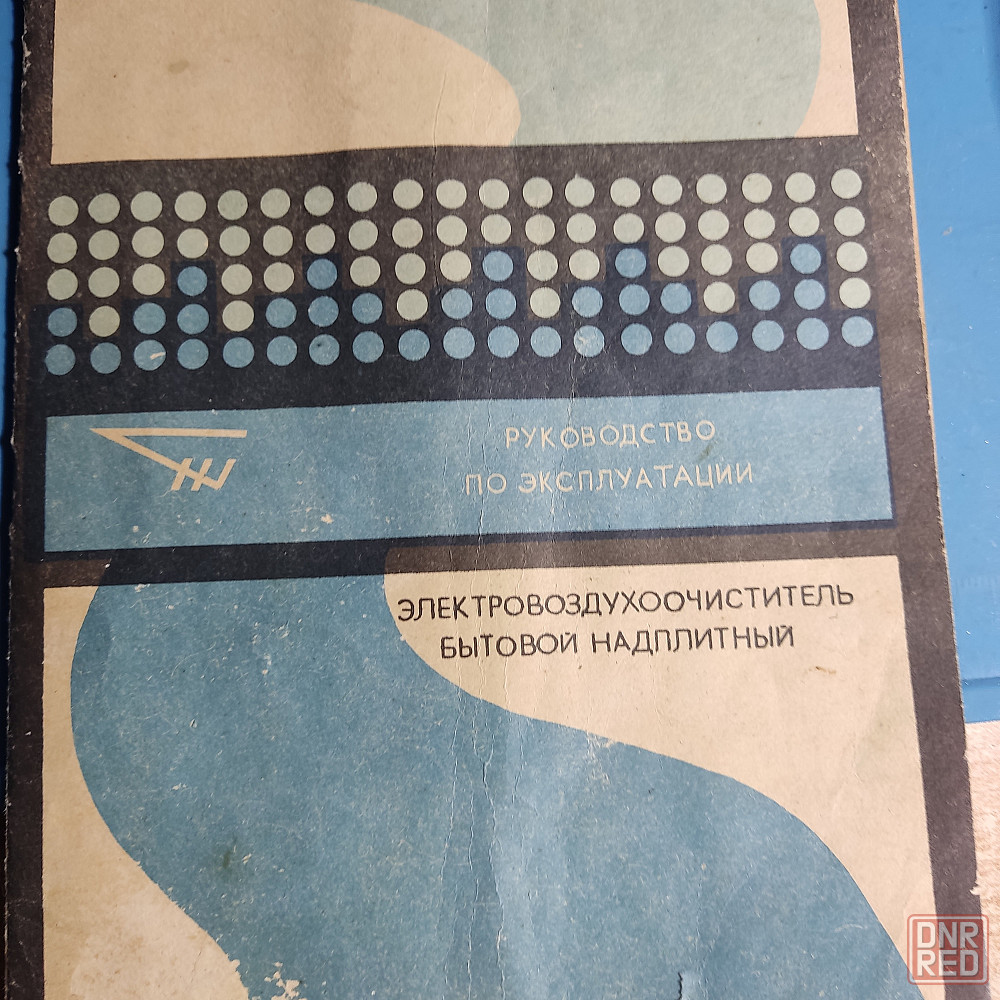 РУКОВОДСТВО
ПО ЭКСПЛУАТАЦИИ
ЭЛЕКТРОВОЗДУХООЧИСТИТЕЛЬ
БЫТОВОЙ НАДПЛИТНЫЙ
DNR
RED